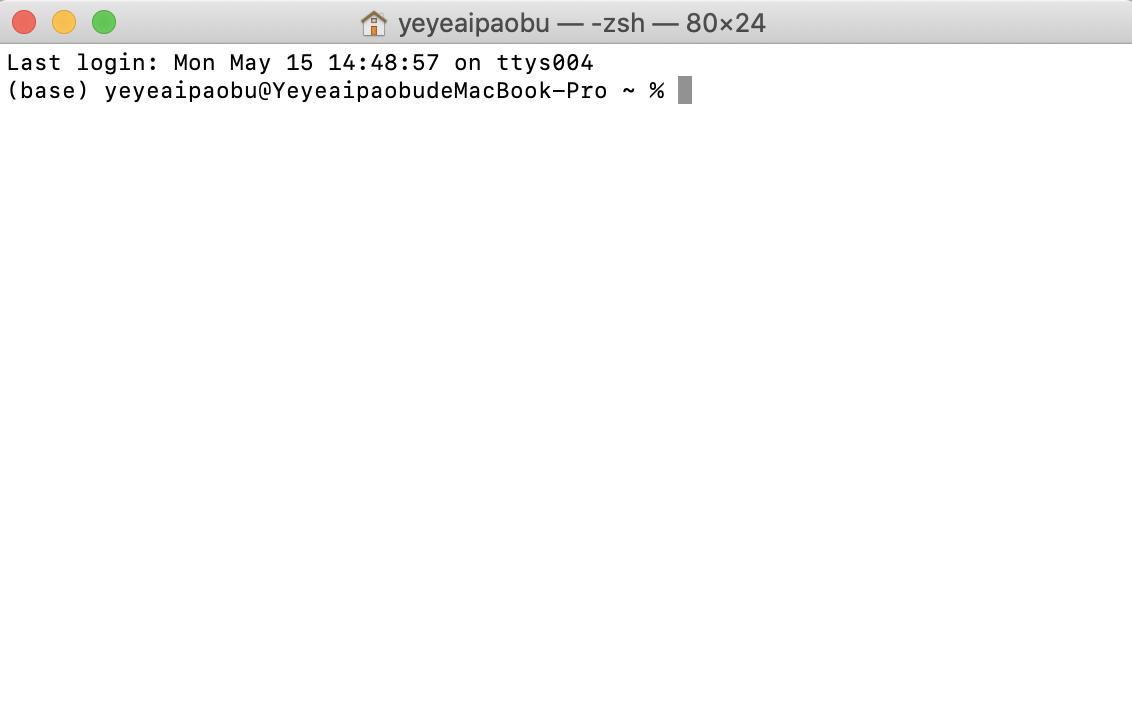 yeyeaipaobu — -zsh — 80×24
Last login: Mon May 15 14:48:57 on ttys004
(base) yeyeaipaobu@YeyeaipaobudeMacBook-Pro ~ %